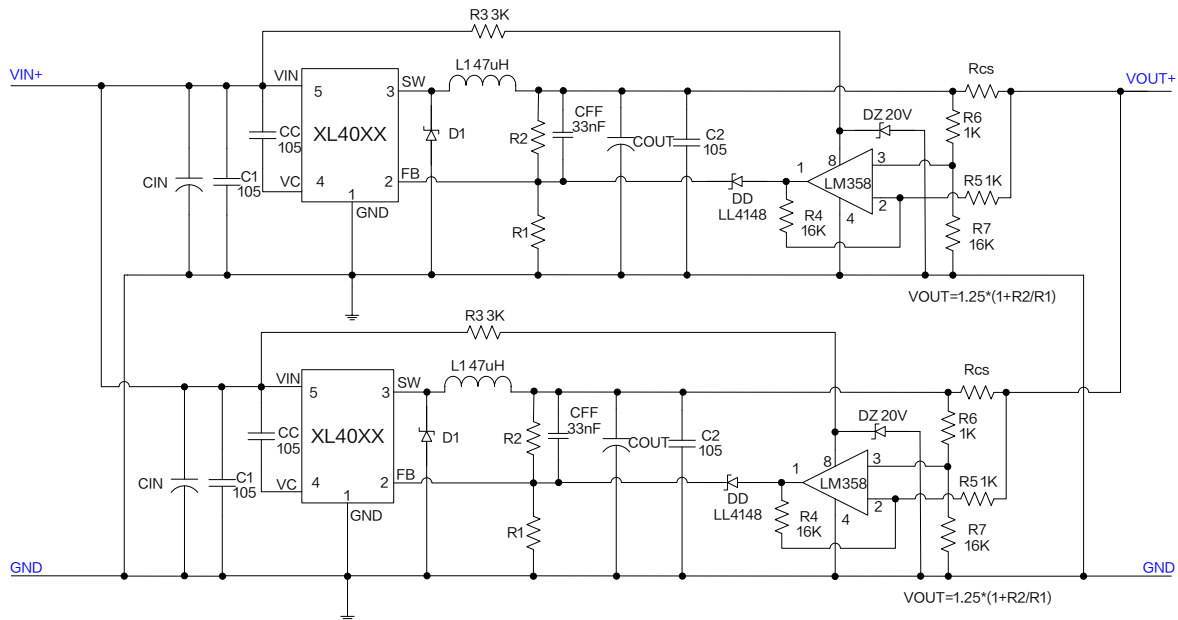 R3 3K
VIN+
VIN
5
3
SW
L1 47uH
Rcs
VOUT+
XL40XX
CC
105
D1
R2
CFF
33nF
COUT
C2
105
DZ 20V
R6
1K
8
3
1
LM358
CIN
C1
105
VC
4
2
FB
1
GND
DD
LL4148
R4
16K
4
2
R5 1K
R1
R7
16K
VOUT=1.25*(1+R2/R1)
R3 3K
VIN
5
3
SW
L1 47uH
Rcs
XL40XX
CC
105
D1
R2
CFF
33nF
COUT
C2
105
DZ 20V
R6
1K
8
3
1
LM358
CIN
C1
105
VC
4
2
FB
1
GND
DD
LL4148
R4
16K
4
2
R5 1K
R1
R7
16K
GND
GND
VOUT=1.25*(1+R2/R1)